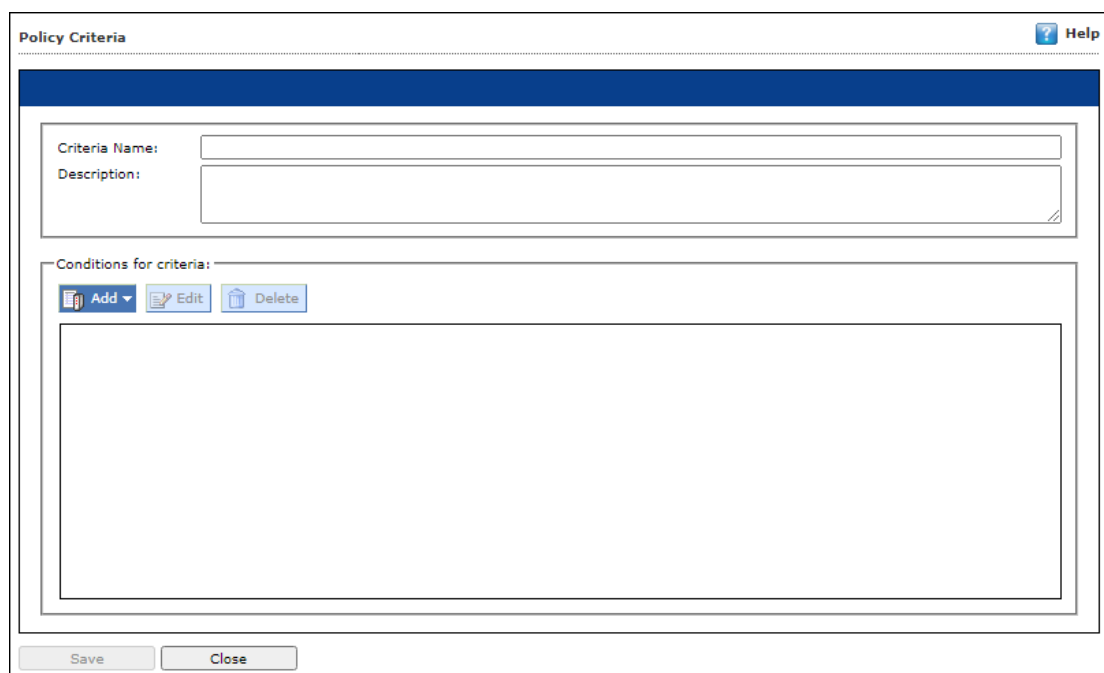 Policy Criteria
? Help
Criteria Name:
Description:
Conditions for criteria:
Add Edit Delete
Save Close